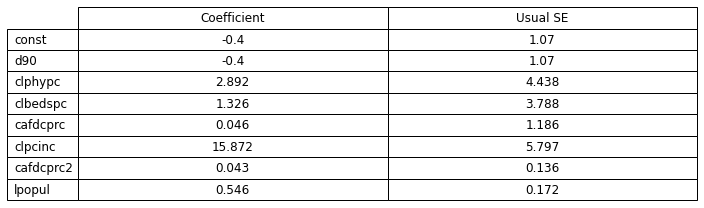 Coefficient Usual SE
const -0.4 1.07
d90 -0.4 1.07
clphypc 2.892 4.438
clbedspc 1.326 3.788
cafdcprc 0.046 1.186
clpcinc 15.872 5.797
cafdcprc2 0.043 0.136
lpopul 0.546 0.172